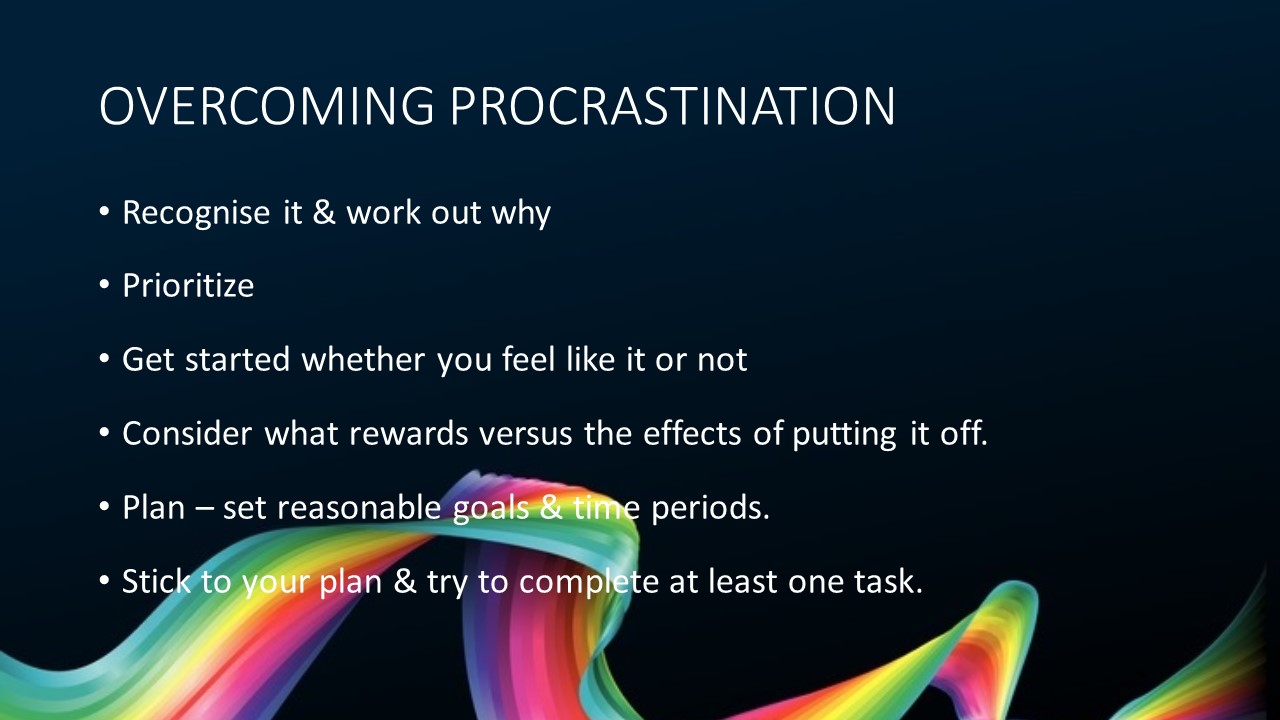 OVERCOMING PROCRASTINATION
• Recognise it & work out why
• Prioritize
• Get started whether you feel like it or not
• Consider what rewards versus the effects of putting it off.
• Plan – set reasonable goals & time periods.
• Stick to your plan & try to complete at least one task.